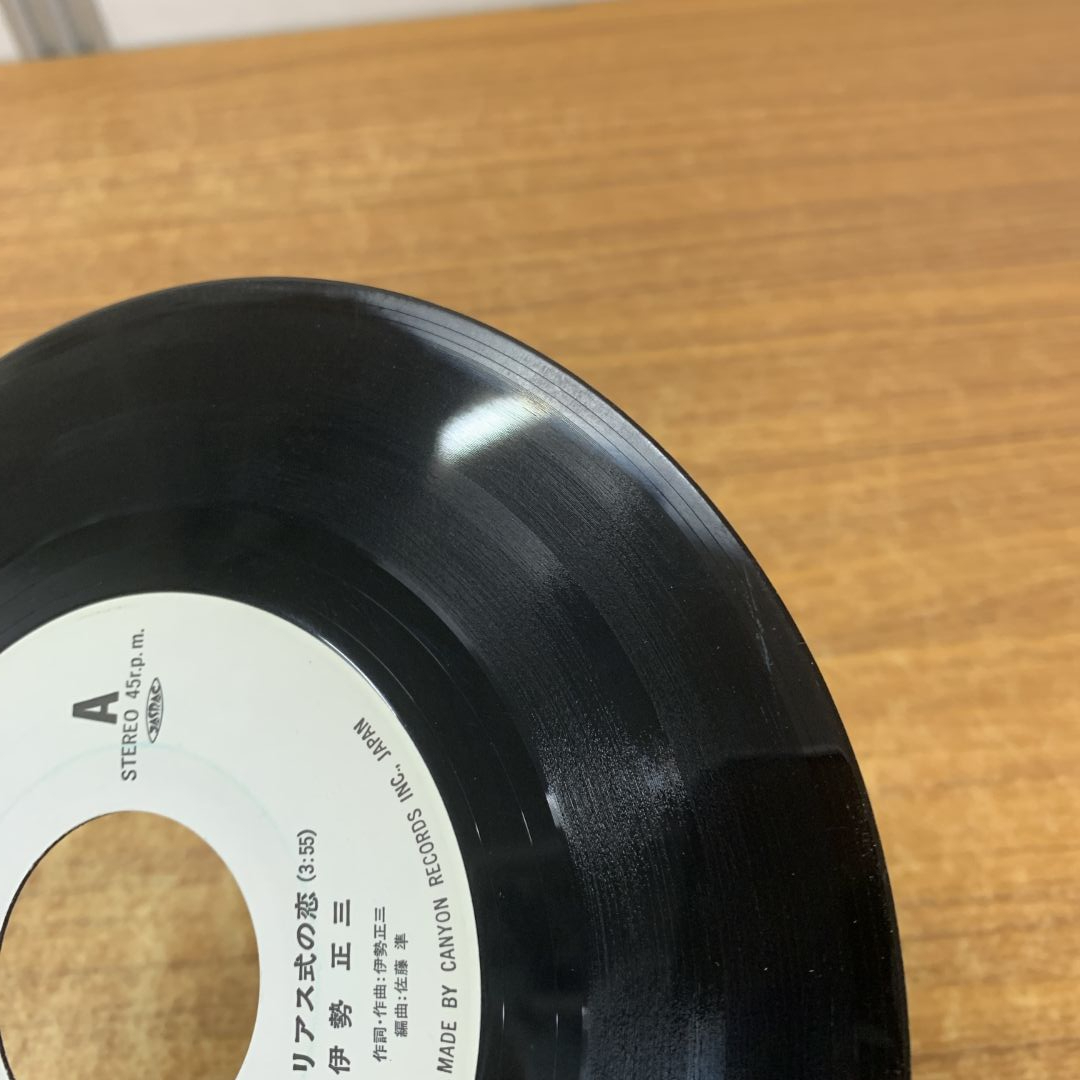 A
STEREO 45r.p.m.
JASRAC
リアス式の恋 (3:55)
伊勢正三
作詞・作曲:伊勢正三
編曲:佐藤 準
MADE BY CANYON RECORDS INC., JAPAN